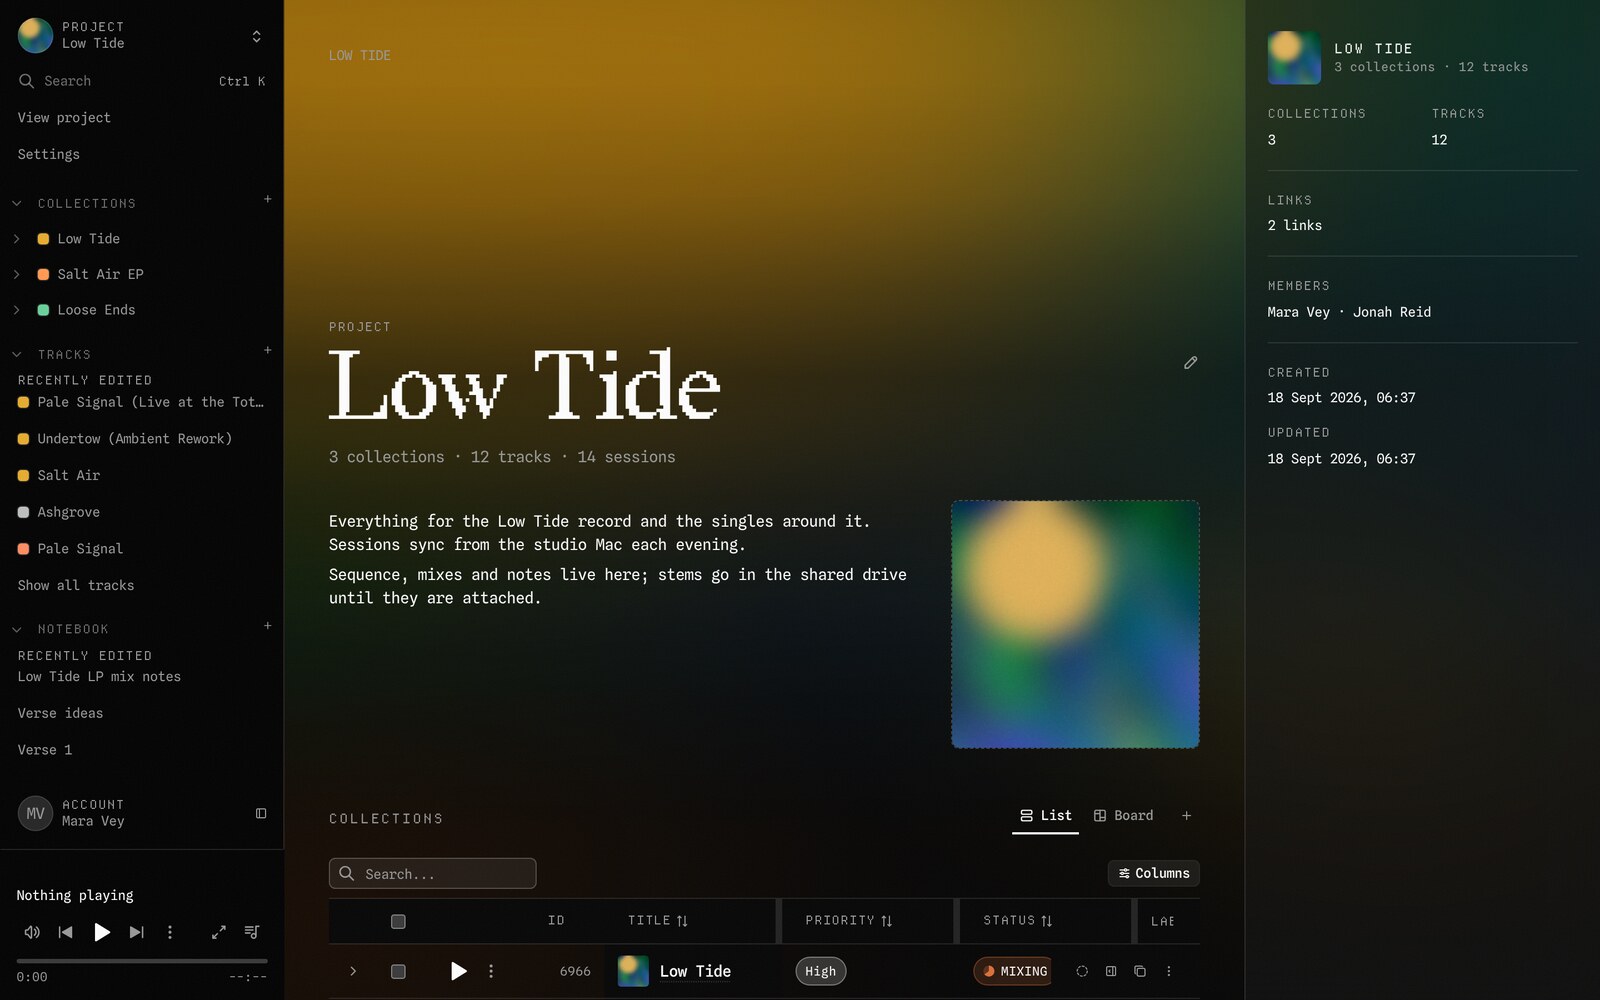 PROJECT
Low Tide
Search Ctrl K
View project
Settings
COLLECTIONS +
Low Tide
Salt Air EP
Loose Ends
TRACKS +
RECENTLY EDITED
Pale Signal (Live at the Tot…
Undertow (Ambient Rework)
Salt Air
Ashgrove
Pale Signal
Show all tracks
NOTEBOOK +
RECENTLY EDITED
Low Tide LP mix notes
Verse ideas
Verse 1
MV
ACCOUNT
Mara Vey
Nothing playing
0:00 --:--
LOW TIDE
PROJECT
Low Tide
3 collections · 12 tracks · 14 sessions
Everything for the Low Tide record and the singles around it.
Sessions sync from the studio Mac each evening.
Sequence, mixes and notes live here; stems go in the shared drive
until they are attached.
COLLECTIONS
List Board +
Search...
Columns
ID TITLE PRIORITY STATUS LAE
6966 Low Tide High MIXING
LOW TIDE
3 collections · 12 tracks
COLLECTIONS TRACKS
3 12
LINKS
2 links
MEMBERS
Mara Vey · Jonah Reid
CREATED
18 Sept 2026, 06:37
UPDATED
18 Sept 2026, 06:37